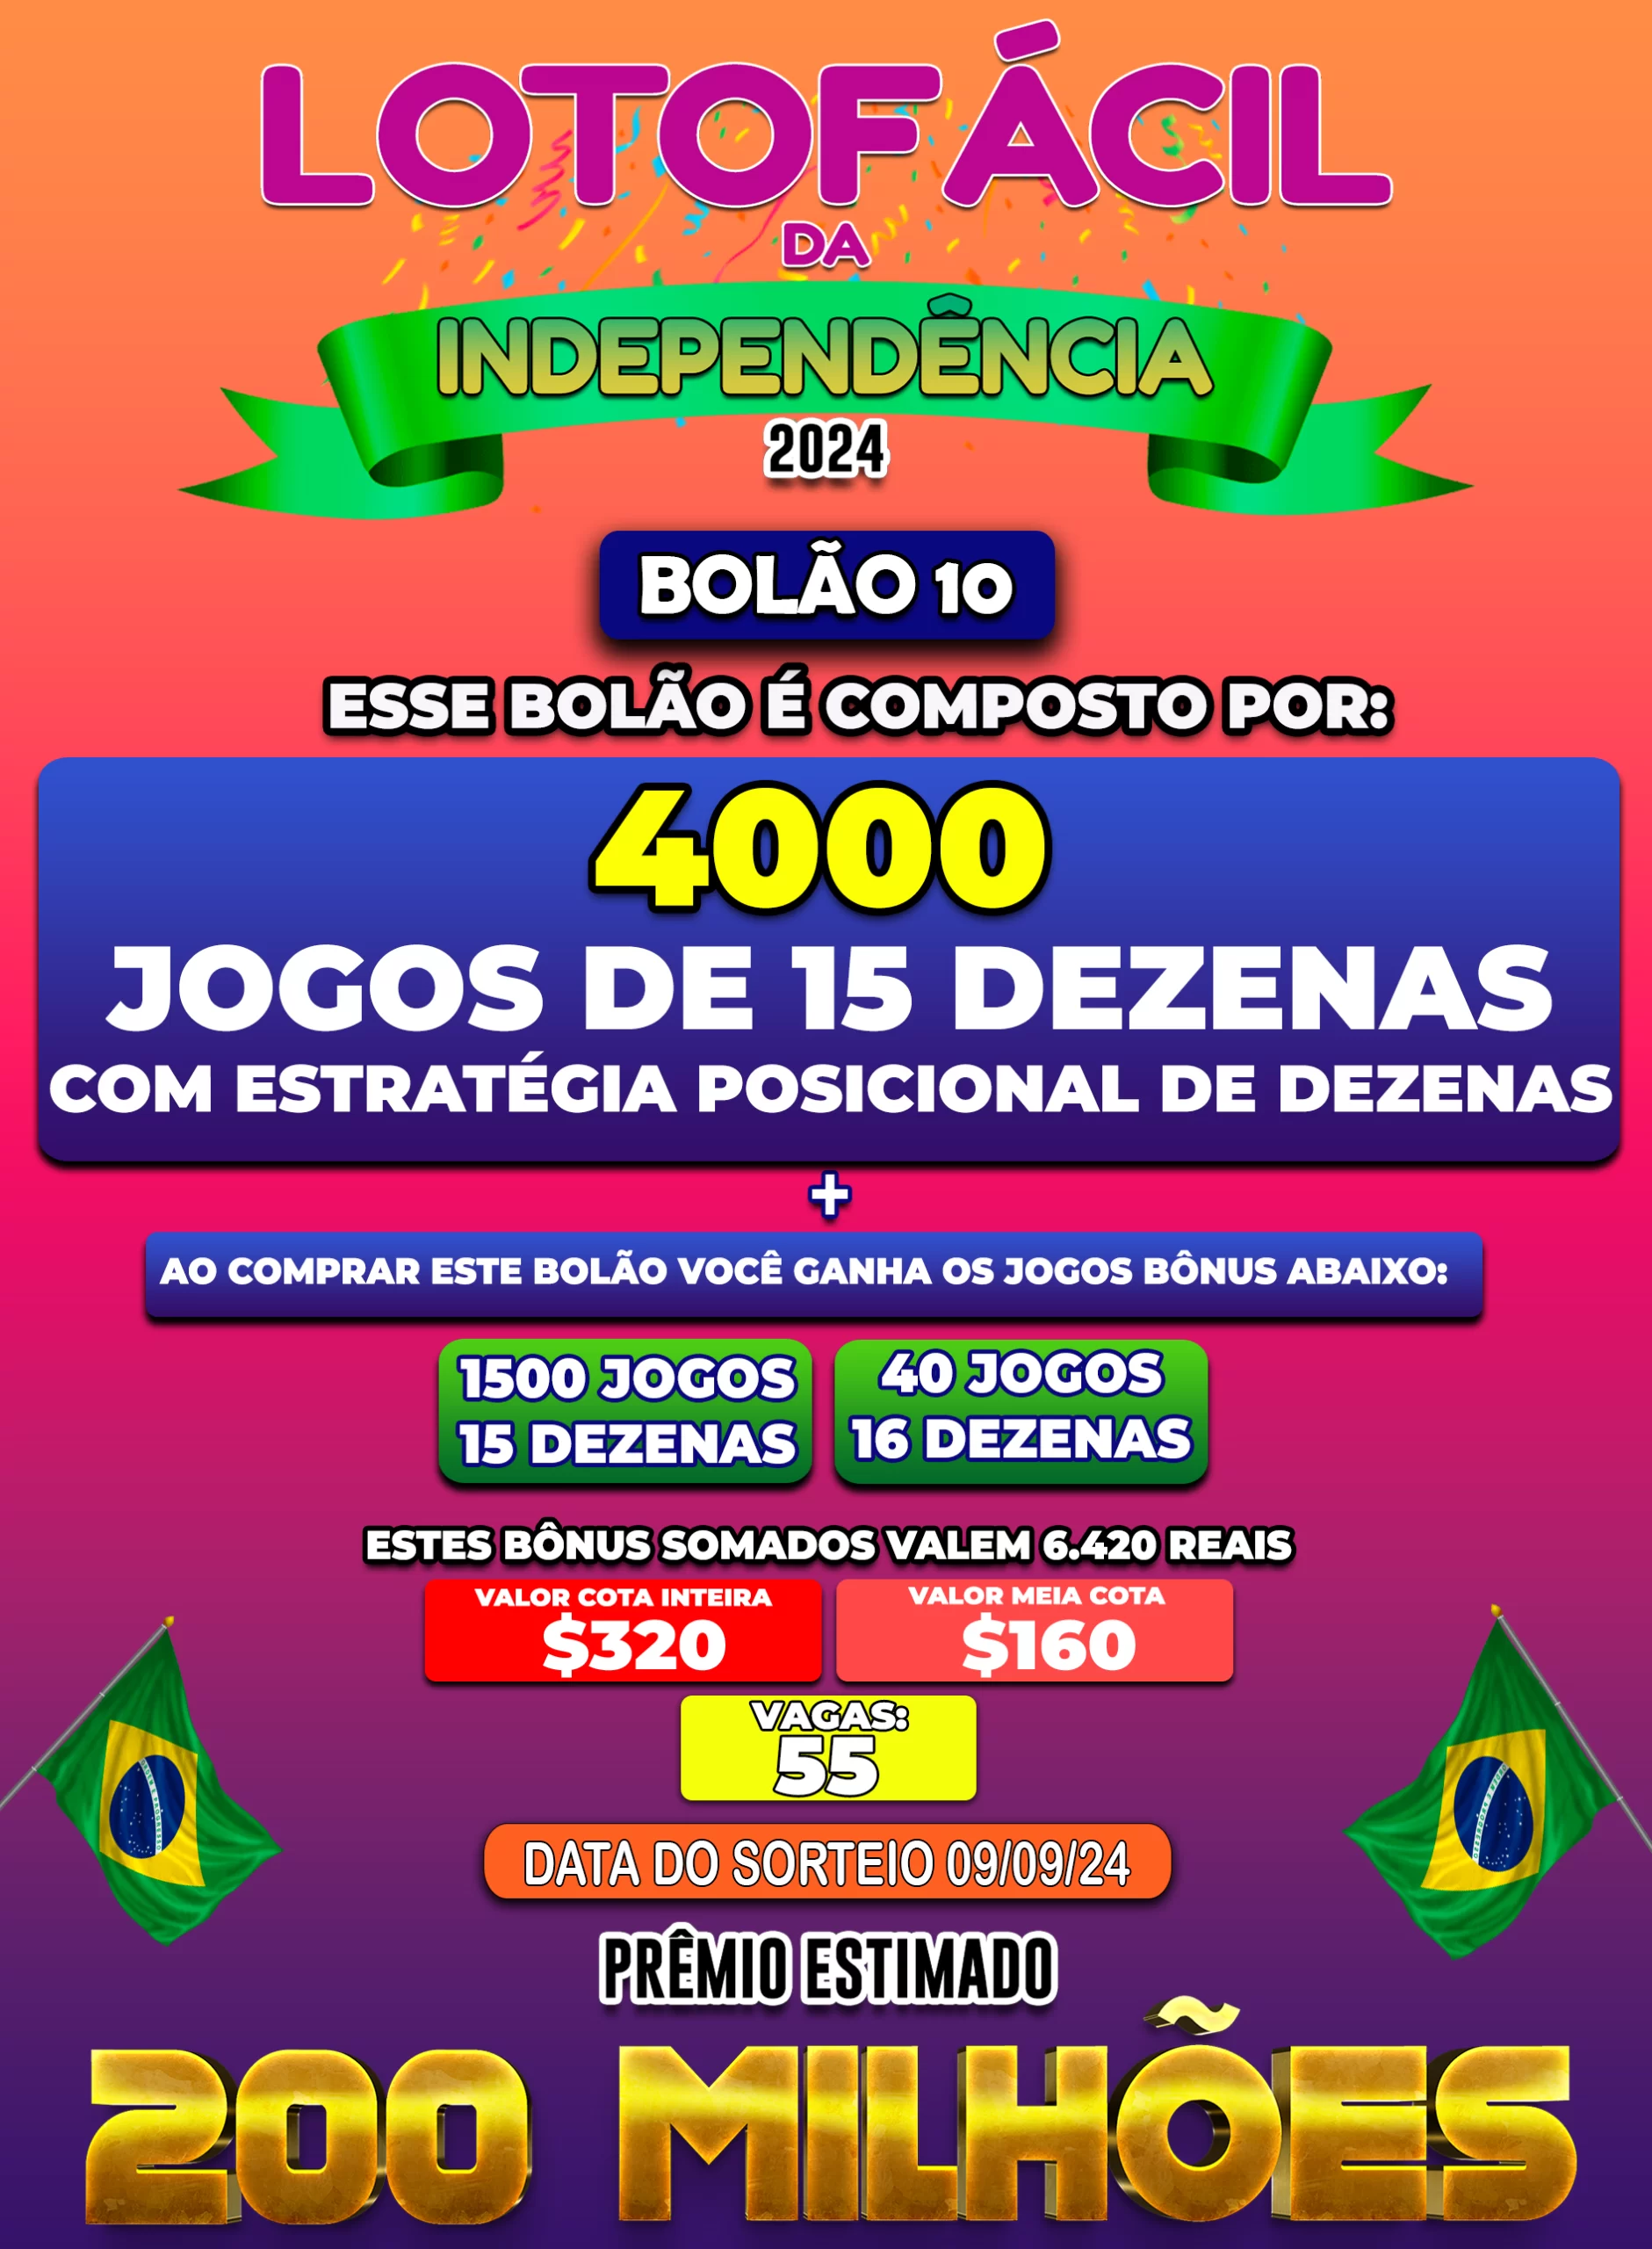 LOTOFÁCIL
DA
INDEPENDÊNCIA
2024
BOLÃO 10
ESSE BOLÃO É COMPOSTO POR:
4000
JOGOS DE 15 DEZENAS
COM ESTRATÉGIA POSICIONAL DE DEZENAS
+
AO COMPRAR ESTE BOLÃO VOCÊ GANHA OS JOGOS BÔNUS ABAIXO:
1500 JOGOS
15 DEZENAS
40 JOGOS
16 DEZENAS
ESTES BÔNUS SOMADOS VALEM 6.420 REAIS
VALOR COTA INTEIRA
$320
VALOR MEIA COTA
$160
VAGAS:
55
DATA DO SORTEIO 09/09/24
PRÊMIO ESTIMADO
200 MILHÕES